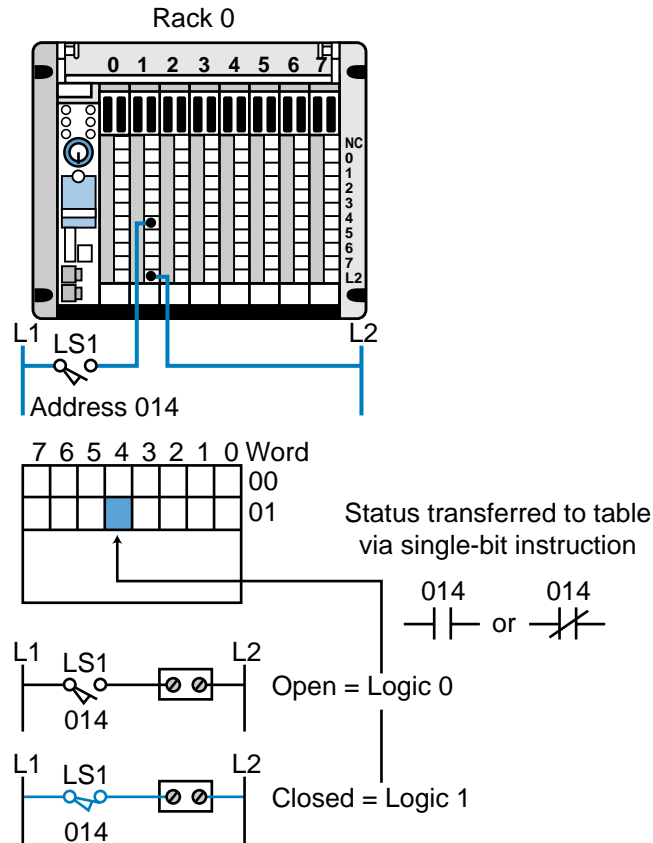 Rack 0
0 1 2 3 4 5 6 7
NC
0
1
2
3
4
5
6
7
L2
L1
L2
LS1
Address 014
7 6 5 4 3 2 1 0 Word
00
01
Status transferred to table
via single-bit instruction
014 014
or
L1 L2
LS1
Open = Logic 0
014
L1 L2
LS1
Closed = Logic 1
014